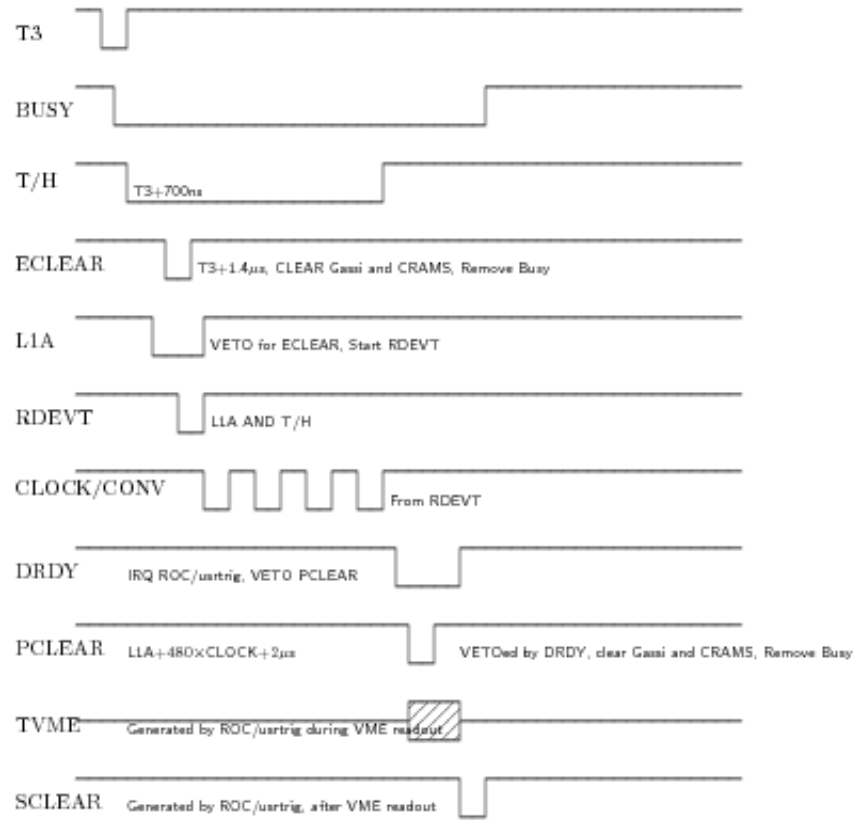 T3
BUSY
T/H
T3+700ns
ECLEAR
T3+1.4μs, CLEAR Gassi and CRAMS, Remove Busy
L1A
VETO for ECLEAR, Start RDEVT
RDEVT
L1A AND T/H
CLOCK/CONV
From RDEVT
DRDY
IRQ ROC/usrtrig, VETO PCLEAR
PCLEAR
L1A+480×CLOCK+2μs
VETOed by DRDY, clear Gassi and CRAMS, Remove Busy
TVME
Generated by ROC/usrtrig during VME readout
SCLEAR
Generated by ROC/usrtrig, after VME readout